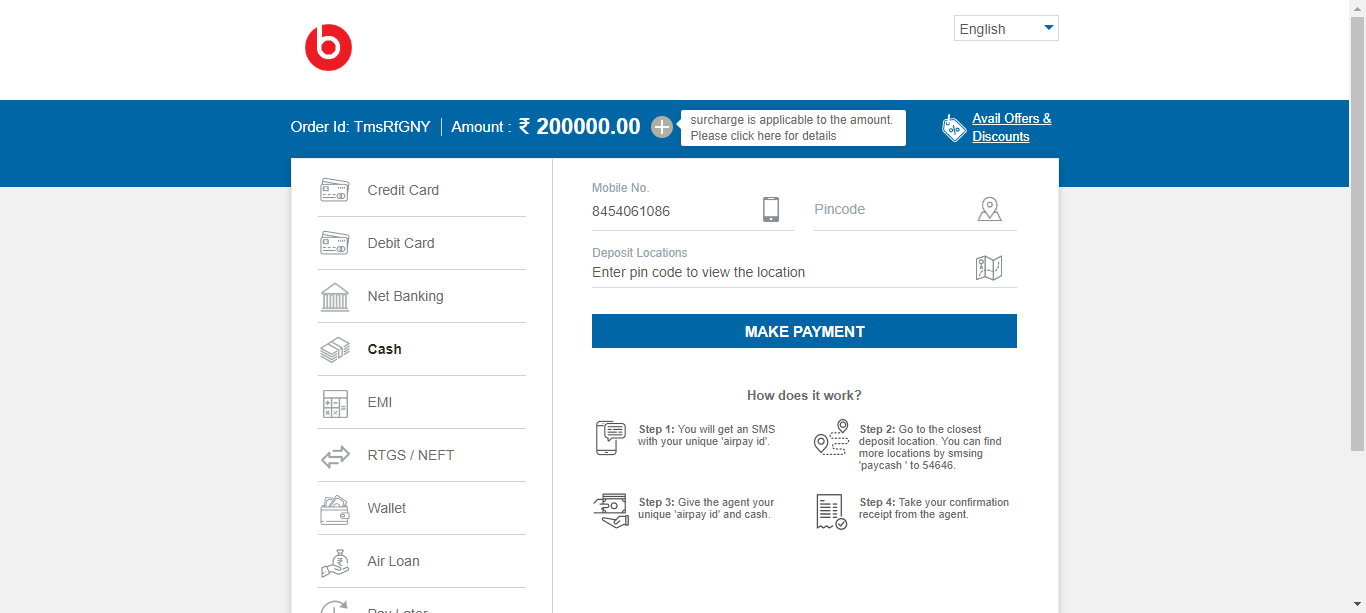 b
English
Order Id: TmsRfGNY
Amount : ₹ 200000.00
surcharge is applicable to the amount.
Please click here for details
Avail Offers &
Discounts
Credit Card
Debit Card
Net Banking
Cash
EMI
RTGS / NEFT
Wallet
Air Loan
Pay Later
Mobile No.
8454061086
Pincode
Deposit Locations
Enter pin code to view the location
MAKE PAYMENT
How does it work?
Step 1: You will get an SMS
with your unique 'airpay id'.
Step 2: Go to the closest
deposit location. You can find
more locations by smsing
'paycash ' to 54646.
Step 3: Give the agent your
unique 'airpay id' and cash.
Step 4: Take your confirmation
receipt from the agent.